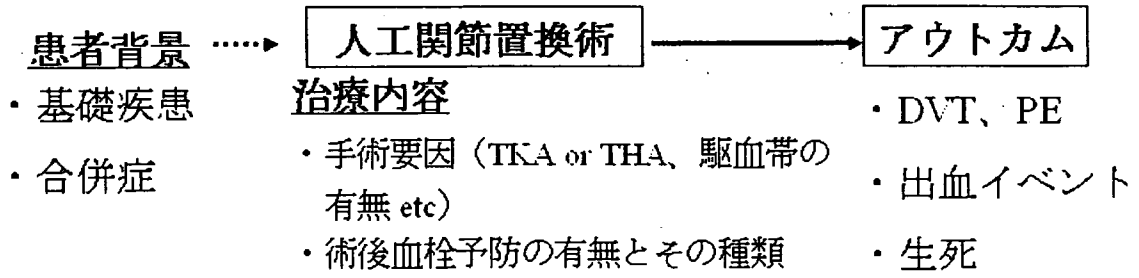 患者背景
・基礎疾患
・合併症
人工関節置換術
治療内容
・手術要因（TKA or THA、駆血帯の
有無 etc）
・術後血栓予防の有無とその種類
アウトカム
・DVT、PE
・出血イベント
・生死